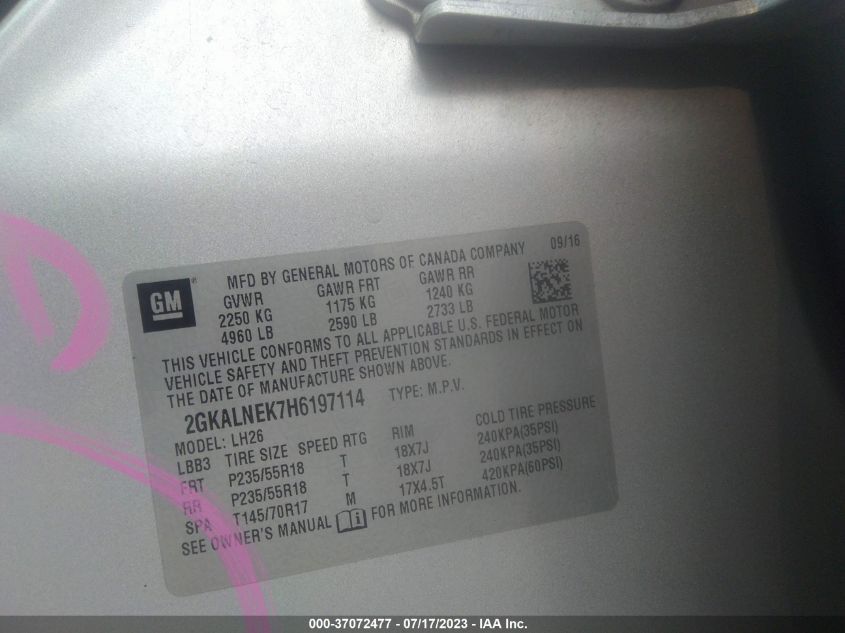 GM
MFD BY GENERAL MOTORS OF CANADA COMPANY 09/16
GVWR GAWR FRT GAWR RR
2250 KG 1175 KG 1240 KG
4960 LB 2590 LB 2733 LB
THIS VEHICLE CONFORMS TO ALL APPLICABLE U.S. FEDERAL MOTOR
VEHICLE SAFETY AND THEFT PREVENTION STANDARDS IN EFFECT ON
THE DATE OF MANUFACTURE SHOWN ABOVE.
2GKALNEK7H6197114 TYPE: M.P.V.
MODEL: LH26
LBB3 TIRE SIZE SPEED RTG RIM COLD TIRE PRESSURE
FRT P235/55R18 T 18X7J 240KPA(35PSI)
RR P235/55R18 T 18X7J 240KPA(35PSI)
SPA T145/70R17 M 17X4.5T 420KPA(60PSI)
SEE OWNER'S MANUAL FOR MORE INFORMATION.
000-37072477 - 07/17/2023 - IAA Inc.